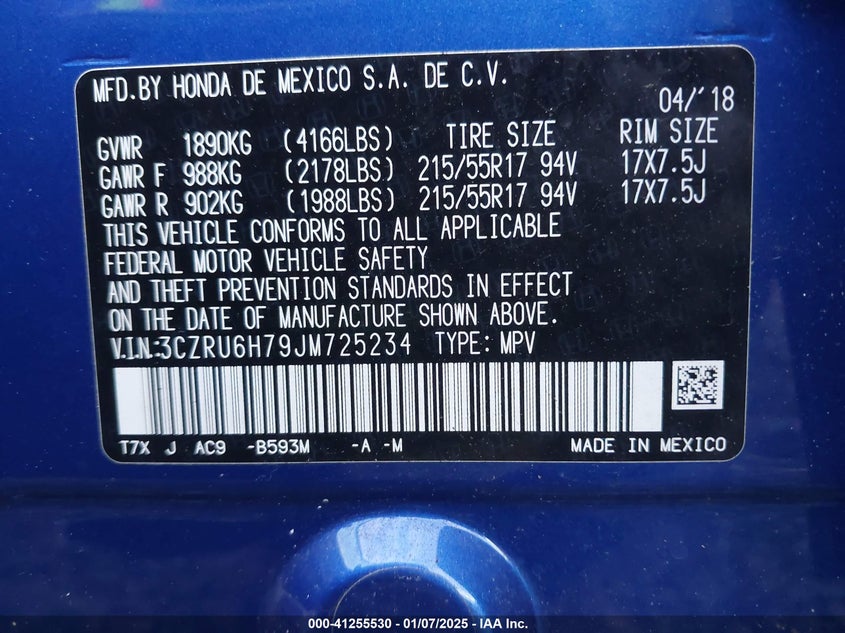 MFD.BY HONDA DE MEXICO S.A. DE C.V.
04/'18
GVWR 1890KG (4166LBS) TIRE SIZE RIM SIZE
GAWR F 988KG (2178LBS) 215/55R17 94V 17X7.5J
GAWR R 902KG (1988LBS) 215/55R17 94V 17X7.5J
THIS VEHICLE CONFORMS TO ALL APPLICABLE
FEDERAL MOTOR VEHICLE SAFETY
AND THEFT PREVENTION STANDARDS IN EFFECT
ON THE DATE OF MANUFACTURE SHOWN ABOVE.
V.I.N.:3CZRU6H79JM725234 TYPE: MPV
T7X J AC9 -B593M -A -M MADE IN MEXICO
000-41255530 - 01/07/2025 - IAA Inc.